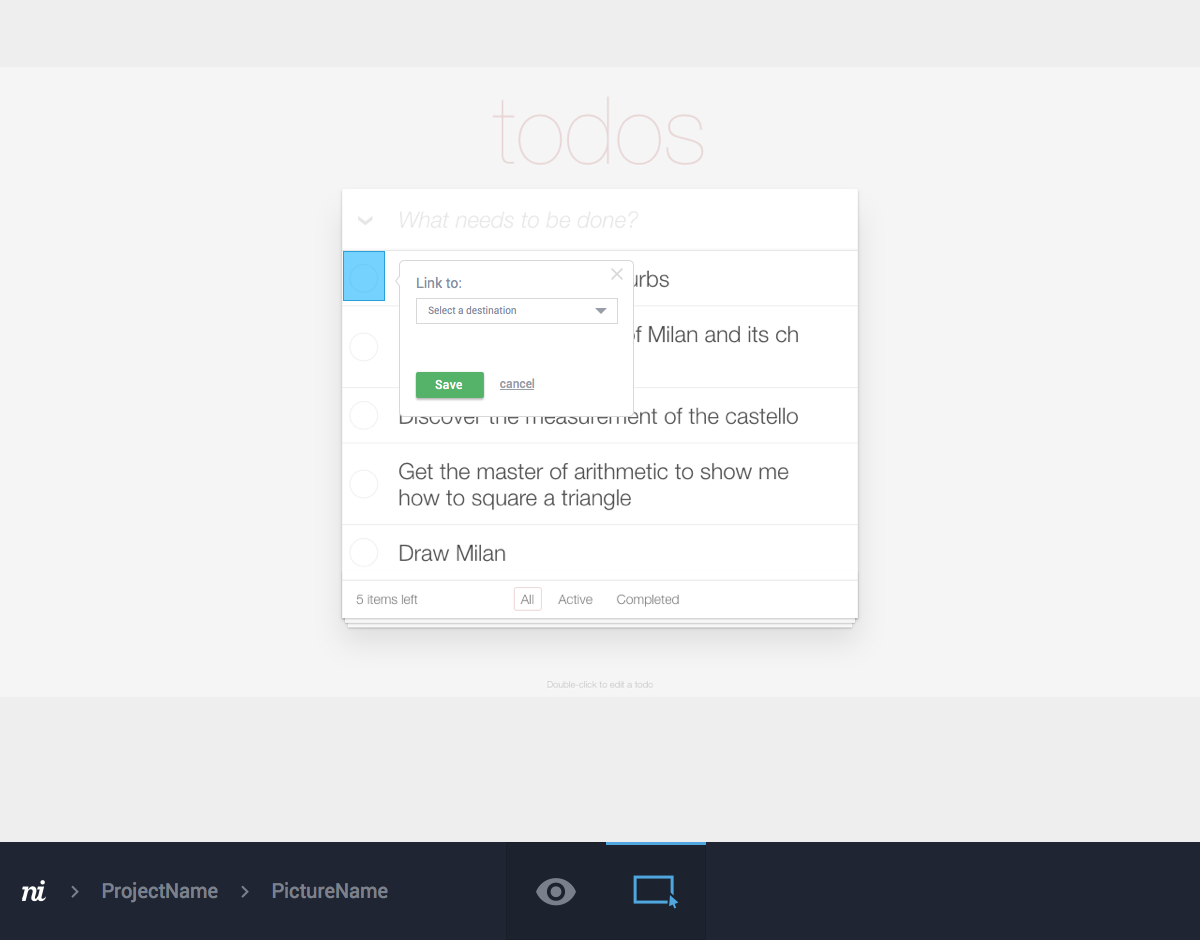 todos
What needs to be done?
Link to:
Select a destination
Save
cancel
of Milan and its ch
Discover the measurement of the castello
Get the master of arithmetic to show me
how to square a triangle
Draw Milan
5 items left
All
Active
Completed
Double-click to edit a todo
ni
ProjectName
PictureName